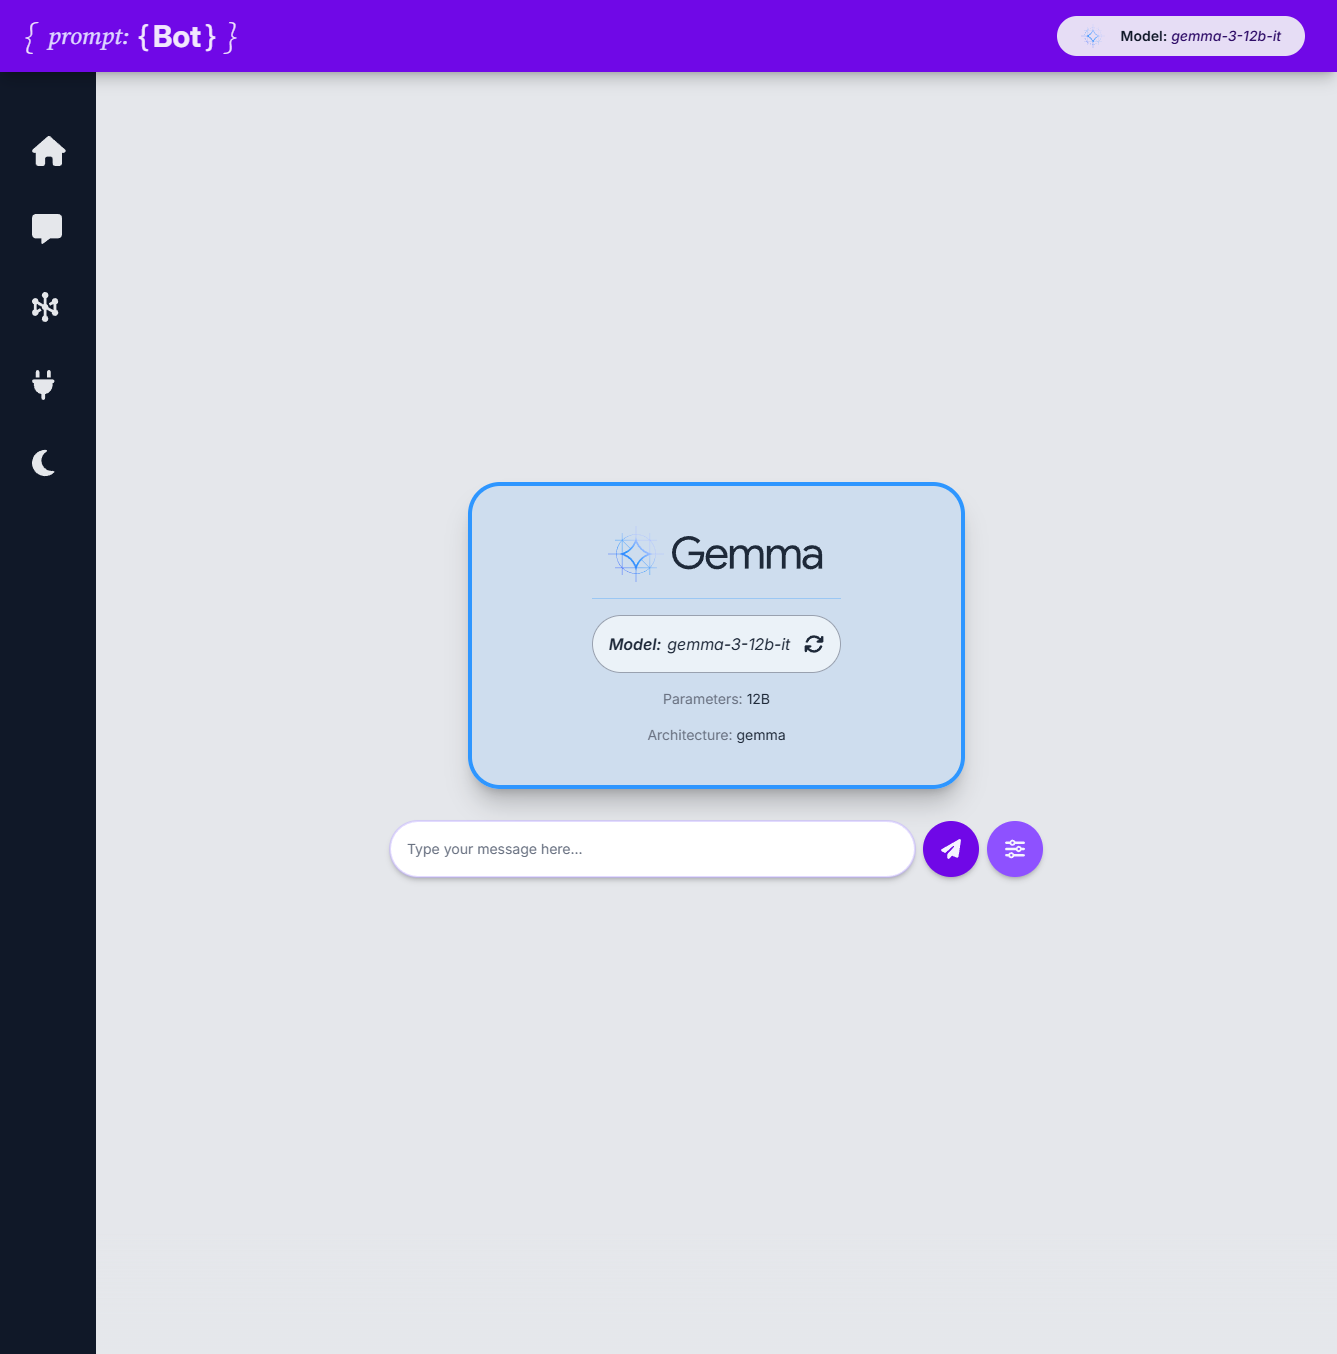 { prompt: {Bot} }
Model: gemma-3-12b-it
Gemma
Model: gemma-3-12b-it
Parameters: 12B
Architecture: gemma
Type your message here...